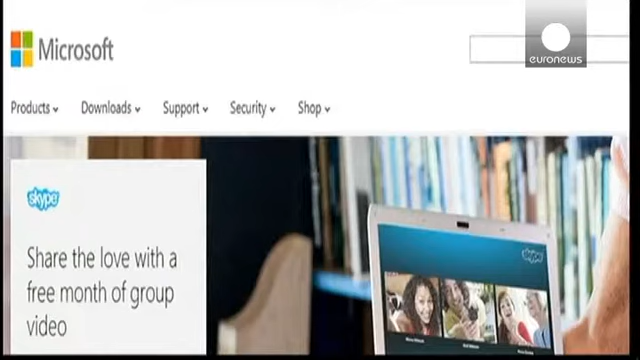 Microsoft
euronews
Products Downloads Support Security Shop
skype
Share the love with a
free month of group
video
skype